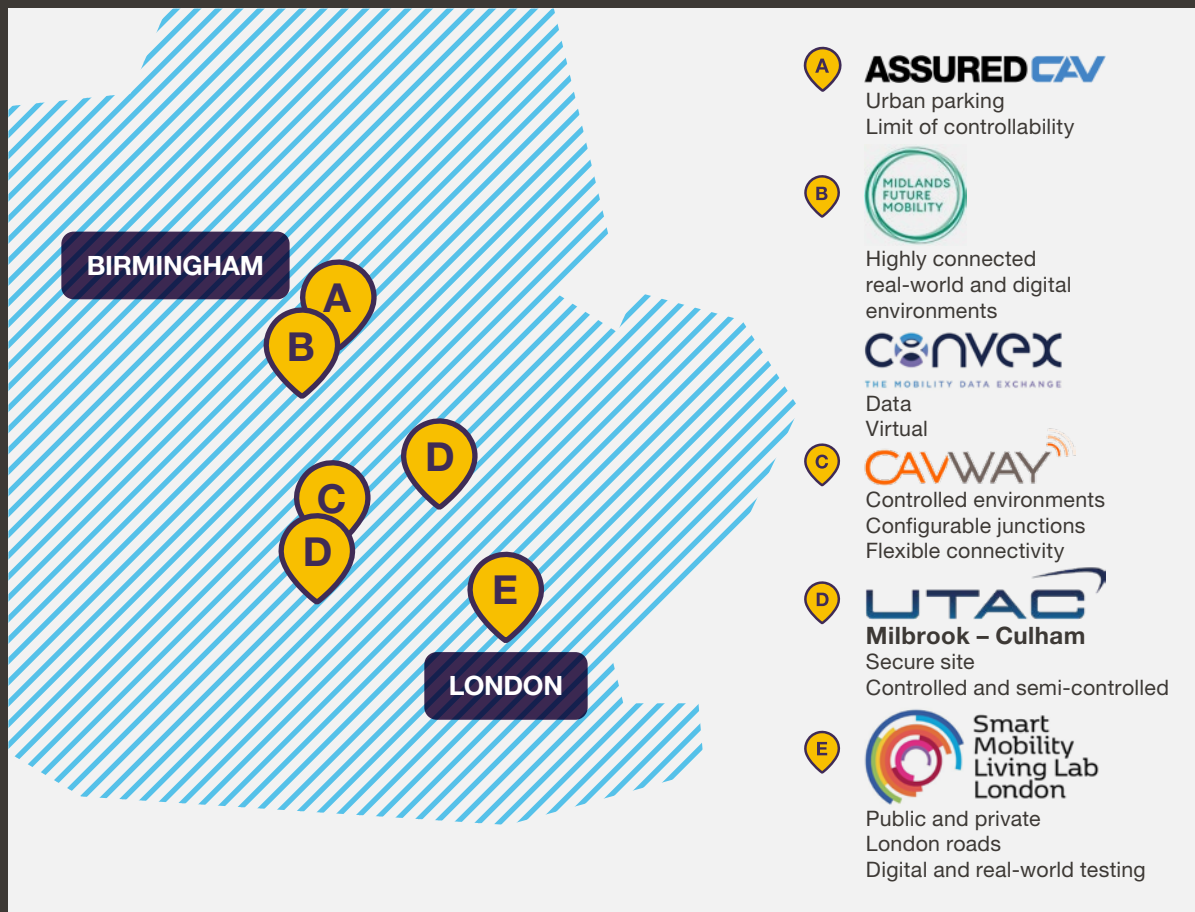 BIRMINGHAM
A
B
D
C
D
E
LONDON
A
ASSURED CAV
Urban parking
Limit of controllability
B
MIDLANDS
FUTURE
MOBILITY
Highly connected
real-world and digital
environments
CONVEX
THE MOBILITY DATA EXCHANGE
Data
Virtual
C
CAVWAY
Controlled environments
Configurable junctions
Flexible connectivity
D
UTAC
Milbrook – Culham
Secure site
Controlled and semi-controlled
E
Smart
Mobility
Living Lab
London
Public and private
London roads
Digital and real-world testing